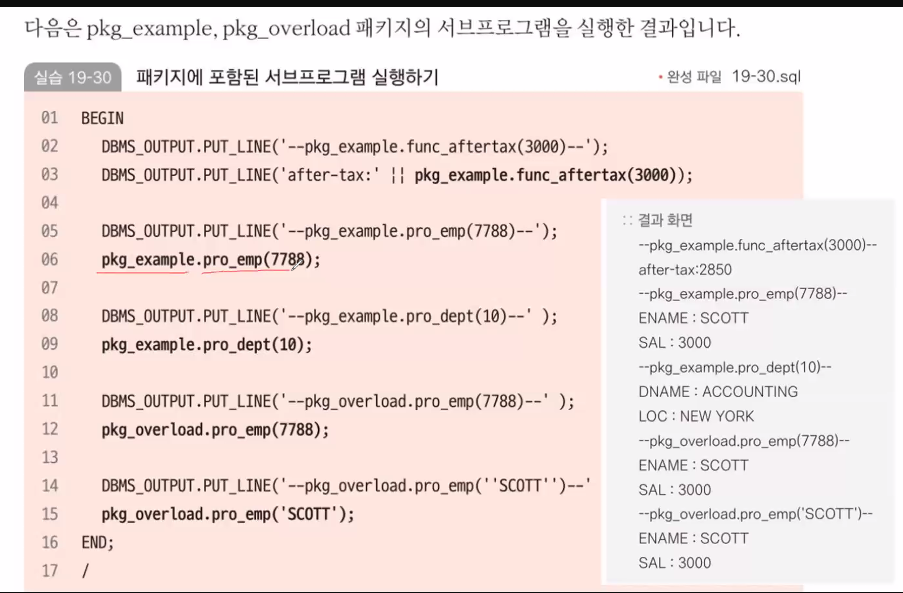 다음은 pkg_example, pkg_overload 패키지의 서브프로그램을 실행한 결과입니다.
실습 19-30 패키지에 포함된 서브프로그램 실행하기 • 완성 파일 19-30.sql
01 BEGIN
02 DBMS_OUTPUT.PUT_LINE('--pkg_example.func_aftertax(3000)--');
03 DBMS_OUTPUT.PUT_LINE('after-tax:' || pkg_example.func_aftertax(3000));
04
05 DBMS_OUTPUT.PUT_LINE('--pkg_example.pro_emp(7788)--');
06 pkg_example.pro_emp(7788);
07
08 DBMS_OUTPUT.PUT_LINE('--pkg_example.pro_dept(10)--' );
09 pkg_example.pro_dept(10);
10
11 DBMS_OUTPUT.PUT_LINE('--pkg_overload.pro_emp(7788)--' );
12 pkg_overload.pro_emp(7788);
13
14 DBMS_OUTPUT.PUT_LINE('--pkg_overload.pro_emp(''SCOTT'')--'
15 pkg_overload.pro_emp('SCOTT');
16 END;
17 /
:: 결과 화면
--pkg_example.func_aftertax(3000)--
after-tax:2850
--pkg_example.pro_emp(7788)--
ENAME : SCOTT
SAL : 3000
--pkg_example.pro_dept(10)--
DNAME : ACCOUNTING
LOC : NEW YORK
--pkg_overload.pro_emp(7788)--
ENAME : SCOTT
SAL : 3000
--pkg_overload.pro_emp('SCOTT')--
ENAME : SCOTT
SAL : 3000